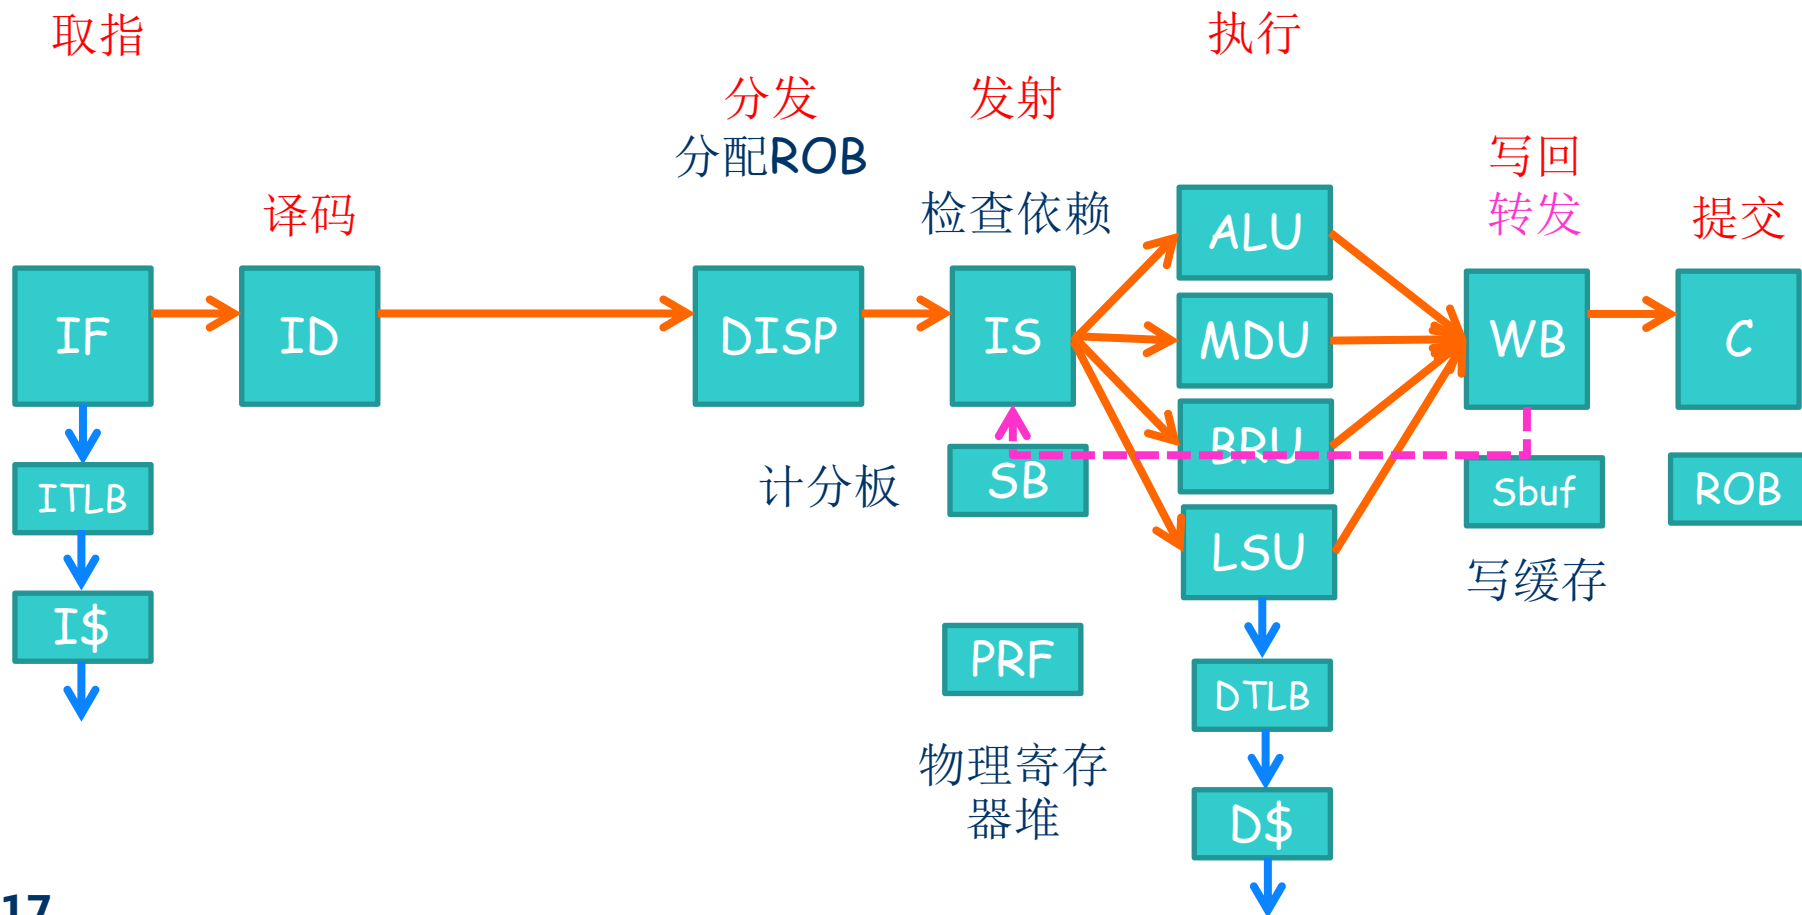 取指
执行
分发
发射
分配ROB
写回
译码
检查依赖
转发
提交
ALU
IF
ID
DISP
IS
MDU
WB
C
BRU
ITLB
计分板
SB
Sbuf
ROB
LSU
写缓存
I$
PRF
DTLB
物理寄存
器堆
D$
17